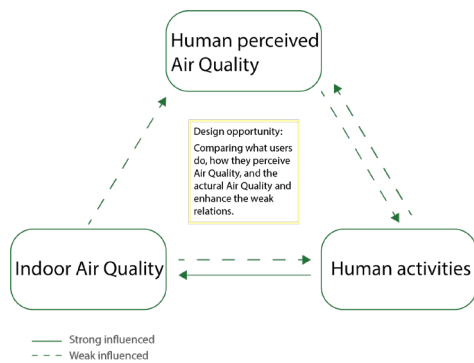 Human perceived
Air Quality
Design opportunity:
Comparing what users
do, how they perceive
Air Quality, and the
actural Air Quality and
enhance the weak
relations.
Indoor Air Quality
Human activities
Strong influenced
Weak influenced